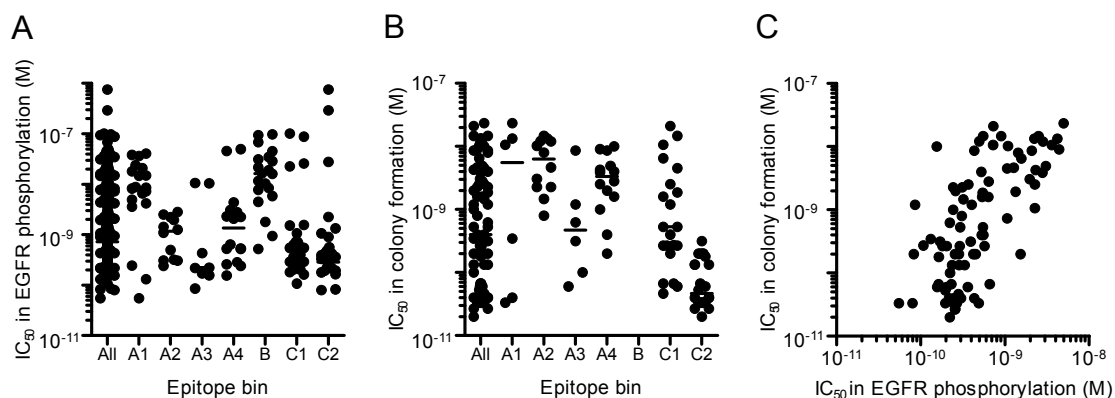 A
IC50 in EGFR phosphorylation (M)
10-7
10-9
10-11
All A1 A2 A3 A4 B C1 C2
Epitope bin
B
IC50 in colony formation (M)
10-7
10-9
10-11
All A1 A2 A3 A4 B C1 C2
Epitope bin
C
IC50 in colony formation (M)
10-7
10-9
10-11
10-11 10-10 10-9 10-8
IC50 in EGFR phosphorylation (M)